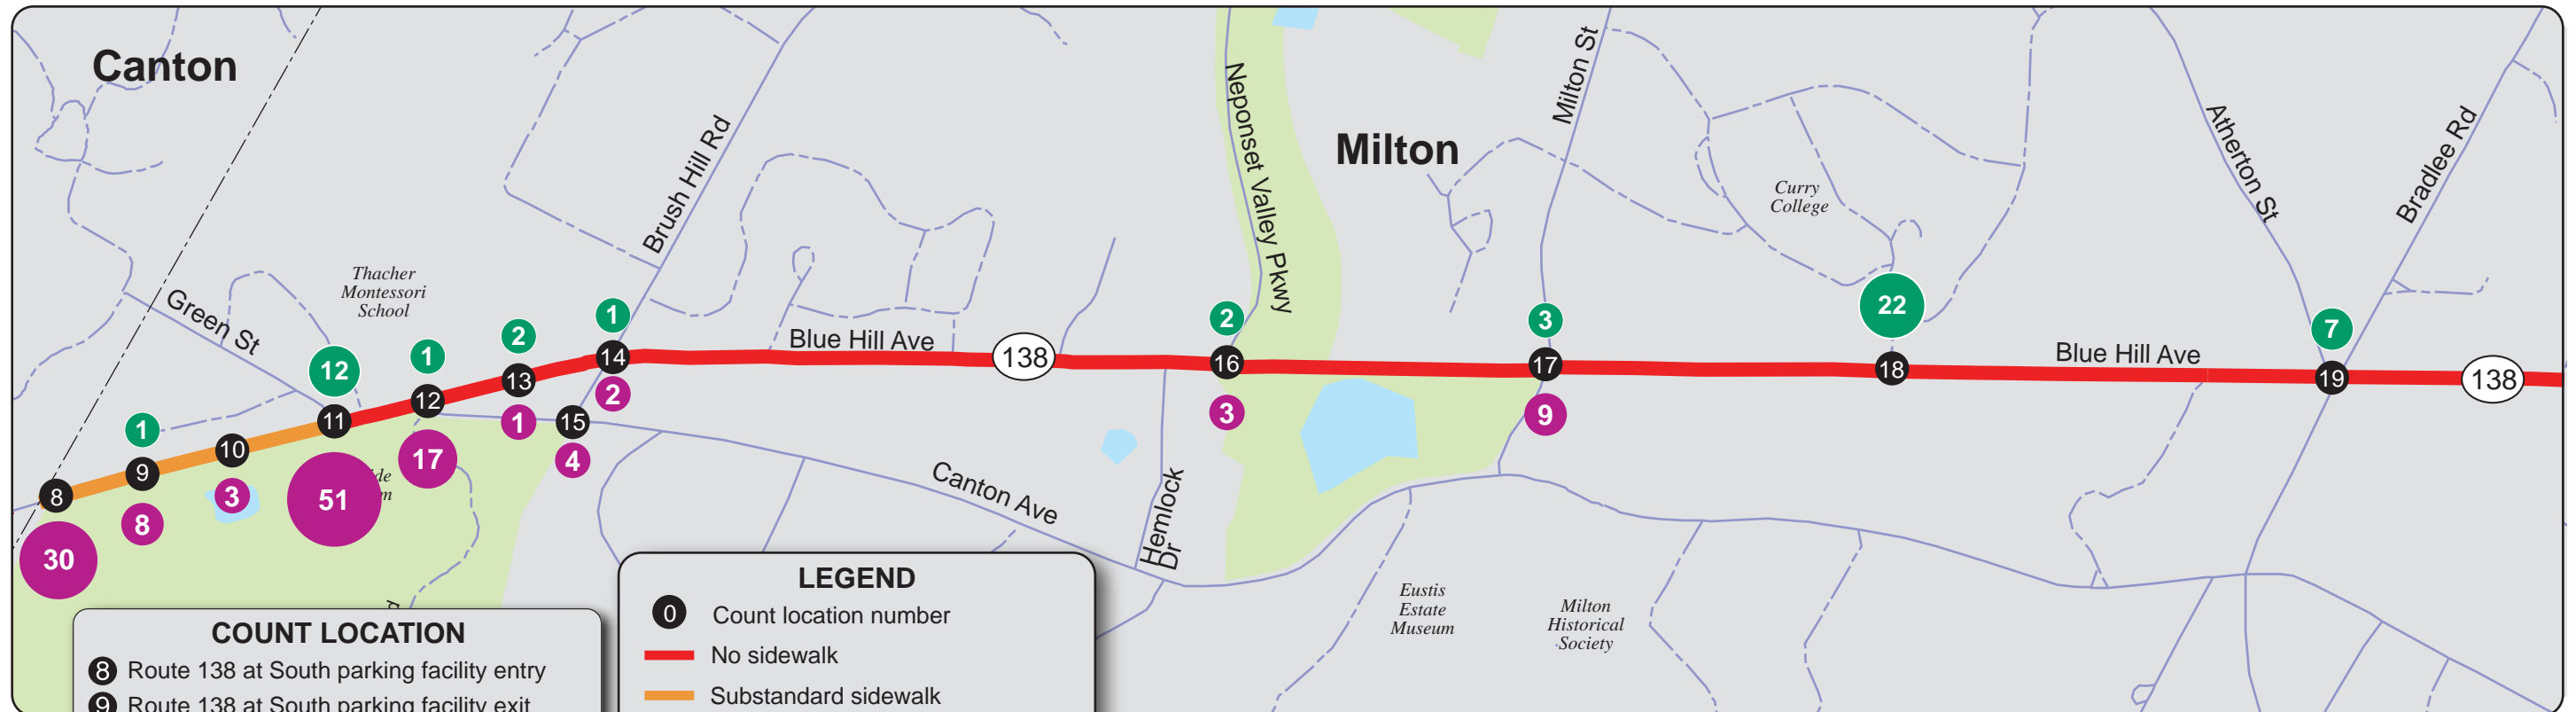 Canton
Milton
Thacher
Montessori
School
Green St
Brush Hill Rd
Blue Hill Ave
138
Neponset Valley Pkwy
Milton St
Curry
College
Atherton St
Bradlee Rd
Blue Hill Ave
138
Canton Ave
Hemlock
Dr
Eustis
Estate
Museum
Milton
Historical
Society
1
12
1
2
1
2
3
22
7
8
9
10
11
12
13
14
15
16
17
18
19
30
8
3
51
17
1
2
4
3
9
LEGEND
0 Count location number
No sidewalk
Substandard sidewalk
COUNT LOCATION
8 Route 138 at South parking facility entry
9 Route 138 at South parking facility exit